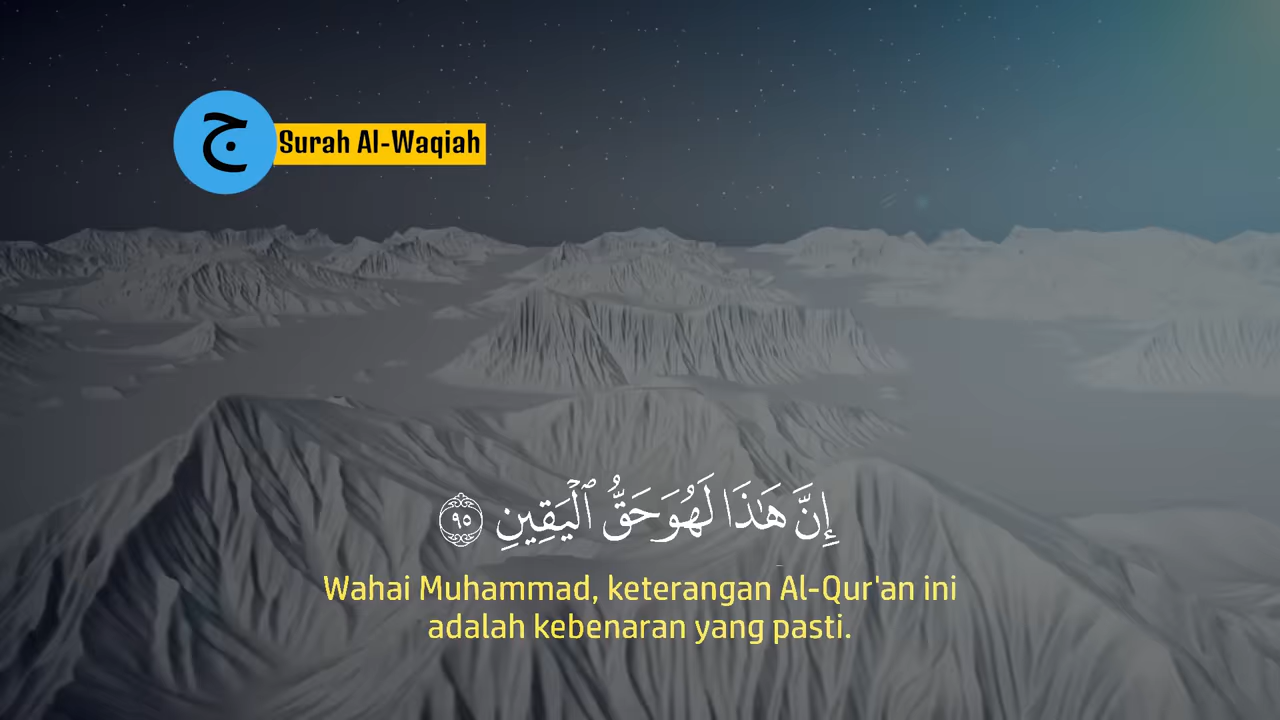 ج
Surah Al-Waqiah
إِنَّ هَٰذَا لَهُوَ حَقُّ ٱلْيَقِينِ ٩٥
Wahai Muhammad, keterangan Al-Qur'an ini
adalah kebenaran yang pasti.